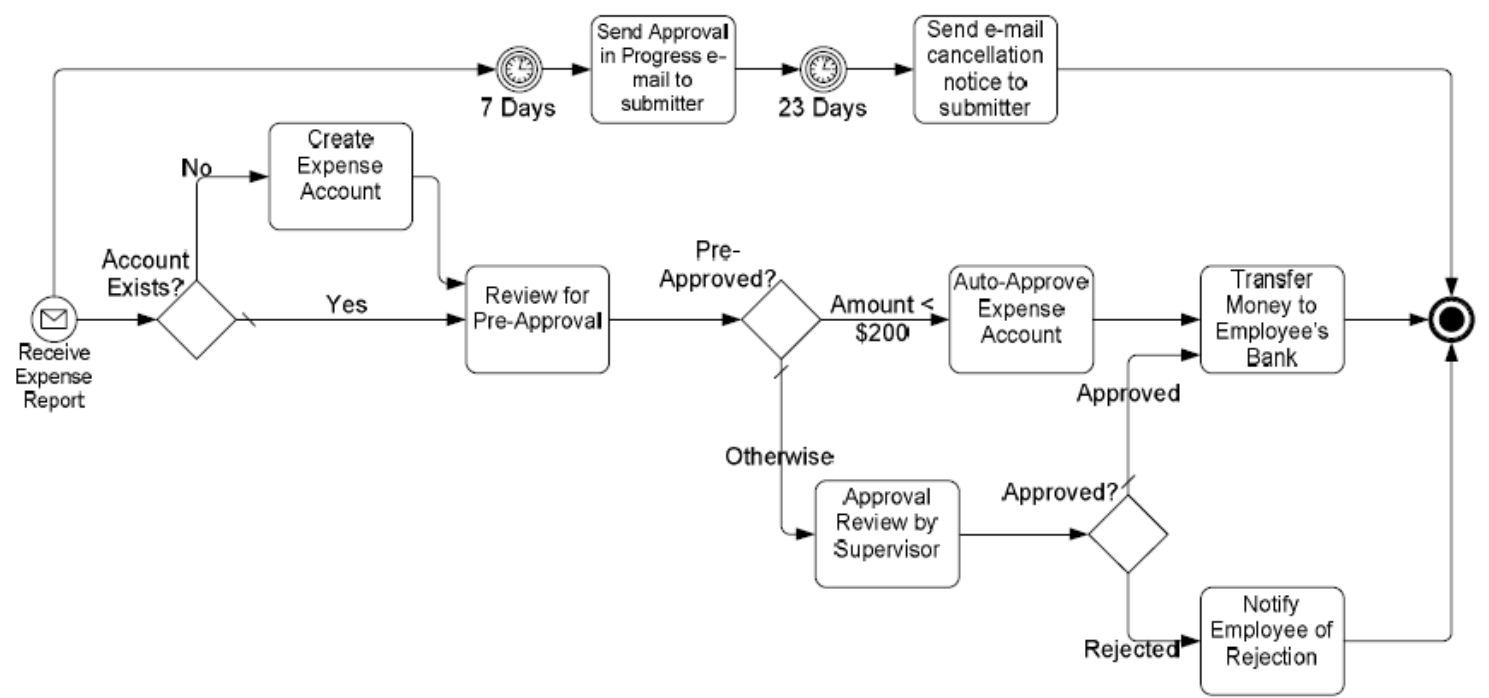 Send Approval
in Progress e-
mail to
submitter
7 Days
23 Days
Send e-mail
cancellation
notice to
submitter
No
Create
Expense
Account
Account
Exists?
Yes
Receive
Expense
Report
Review for
Pre-Approval
Pre-
Approved?
Amount <
$200
Auto-Approve
Expense
Account
Transfer
Money to
Employee's
Bank
Approved
Otherwise
Approval
Review by
Supervisor
Approved?
Rejected
Notify
Employee of
Rejection